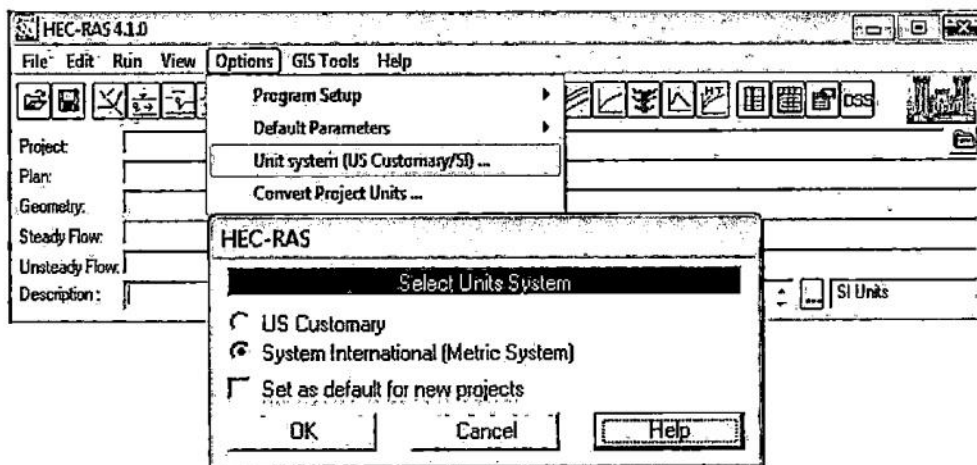 HEC-RAS 4.1.0
File Edit Run View Options GIS Tools Help
Program Setup
DSS
Default Parameters
Project:
Unit system (US Customary/SI) ...
Plan:
Convert Project Units ...
Geometry:
Steady Flow:
HEC-RAS
Unsteady Flow:
Select Units System
Description :
... SI Units
US Customary
System International (Metric System)
Set as default for new projects
OK Cancel Help